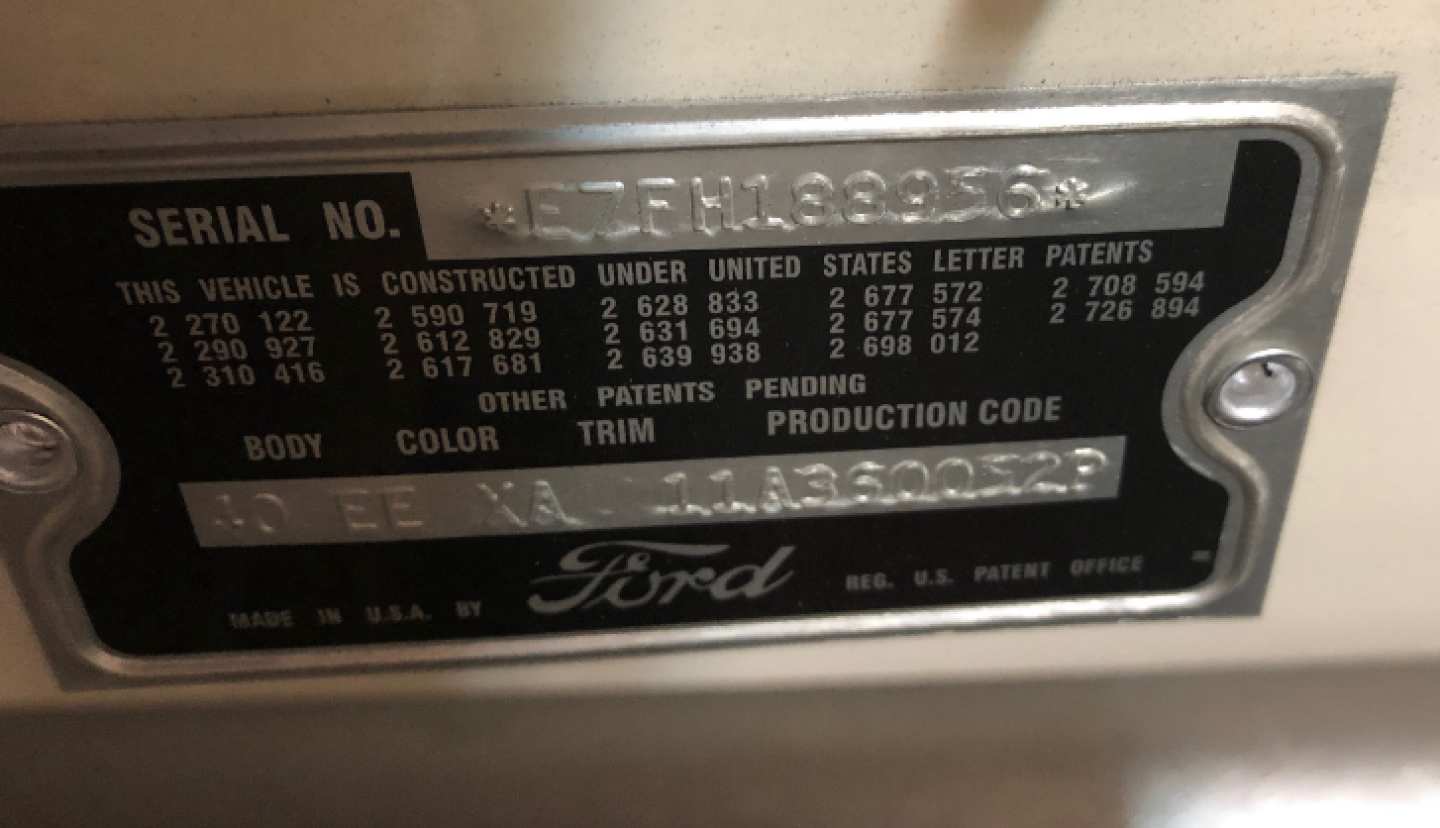 SERIAL NO. *E7FH188956*
THIS VEHICLE IS CONSTRUCTED UNDER UNITED STATES LETTER PATENTS
2 270 122 2 590 719 2 628 833 2 677 572 2 708 594
2 290 927 2 612 829 2 631 694 2 677 574 2 726 894
2 310 416 2 617 681 2 639 938 2 698 012
OTHER PATENTS PENDING
BODY COLOR TRIM PRODUCTION CODE
40 EE XA 11A360052P
MADE IN U.S.A. BY Ford REG. U.S. PATENT OFFICE